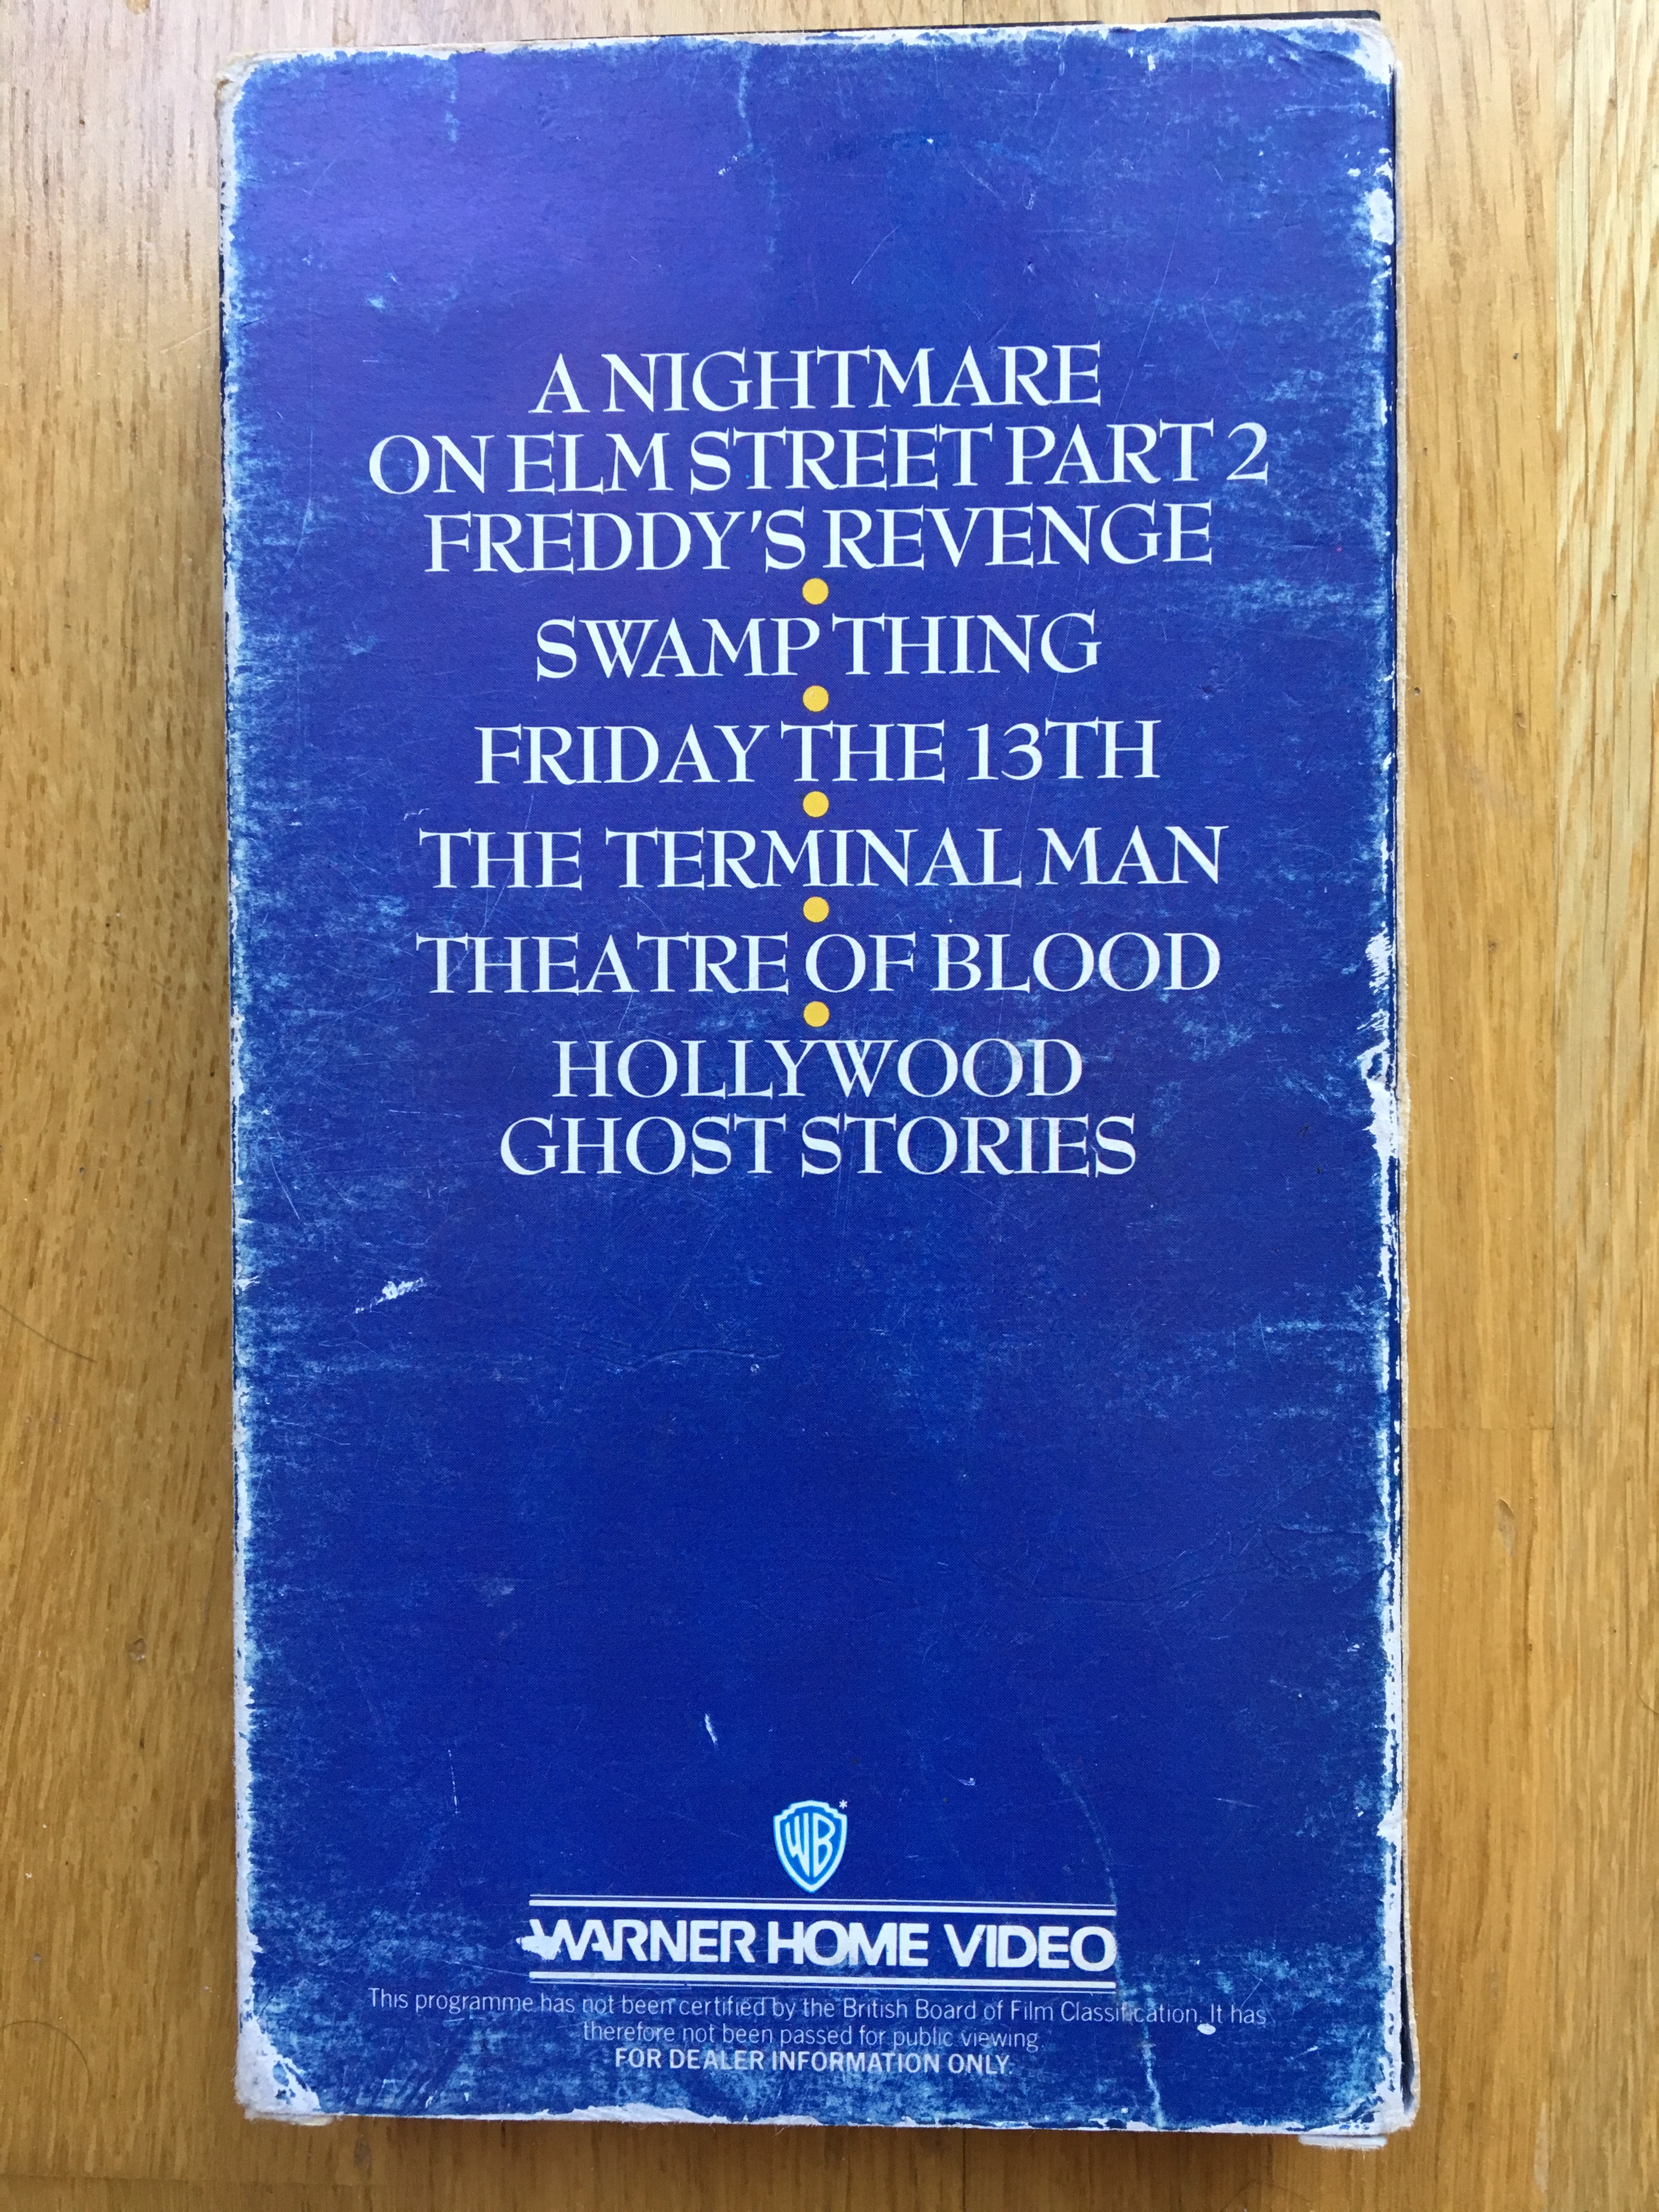 A NIGHTMARE
ON ELM STREET PART 2
FREDDY'S REVENGE
SWAMP THING
FRIDAY THE 13TH
THE TERMINAL MAN
THEATRE OF BLOOD
HOLLYWOOD
GHOST STORIES
WB*
WARNER HOME VIDEO
This programme has not been certified by the British Board of Film Classification. It has
therefore not been passed for public viewing
FOR DEALER INFORMATION ONLY.